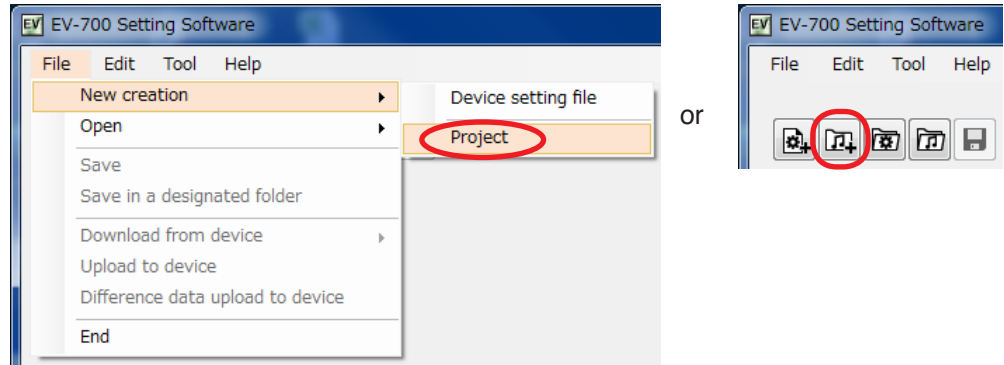 EV EV-700 Setting Software
File Edit Tool Help
New creation
Device setting file
Open
Project
Save
Save in a designated folder
Download from device
Upload to device
Difference data upload to device
End
or
EV EV-700 Setting Software
File Edit Tool Help